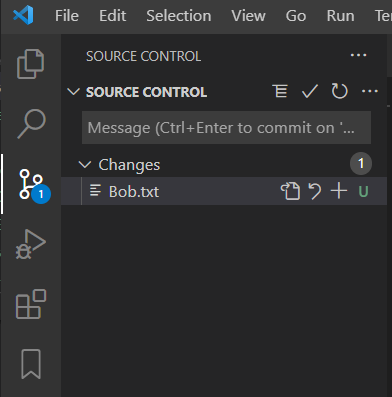 File Edit Selection View Go Run
SOURCE CONTROL
SOURCE CONTROL
Message (Ctrl+Enter to commit on '...
Changes 1
1
Bob.txt U